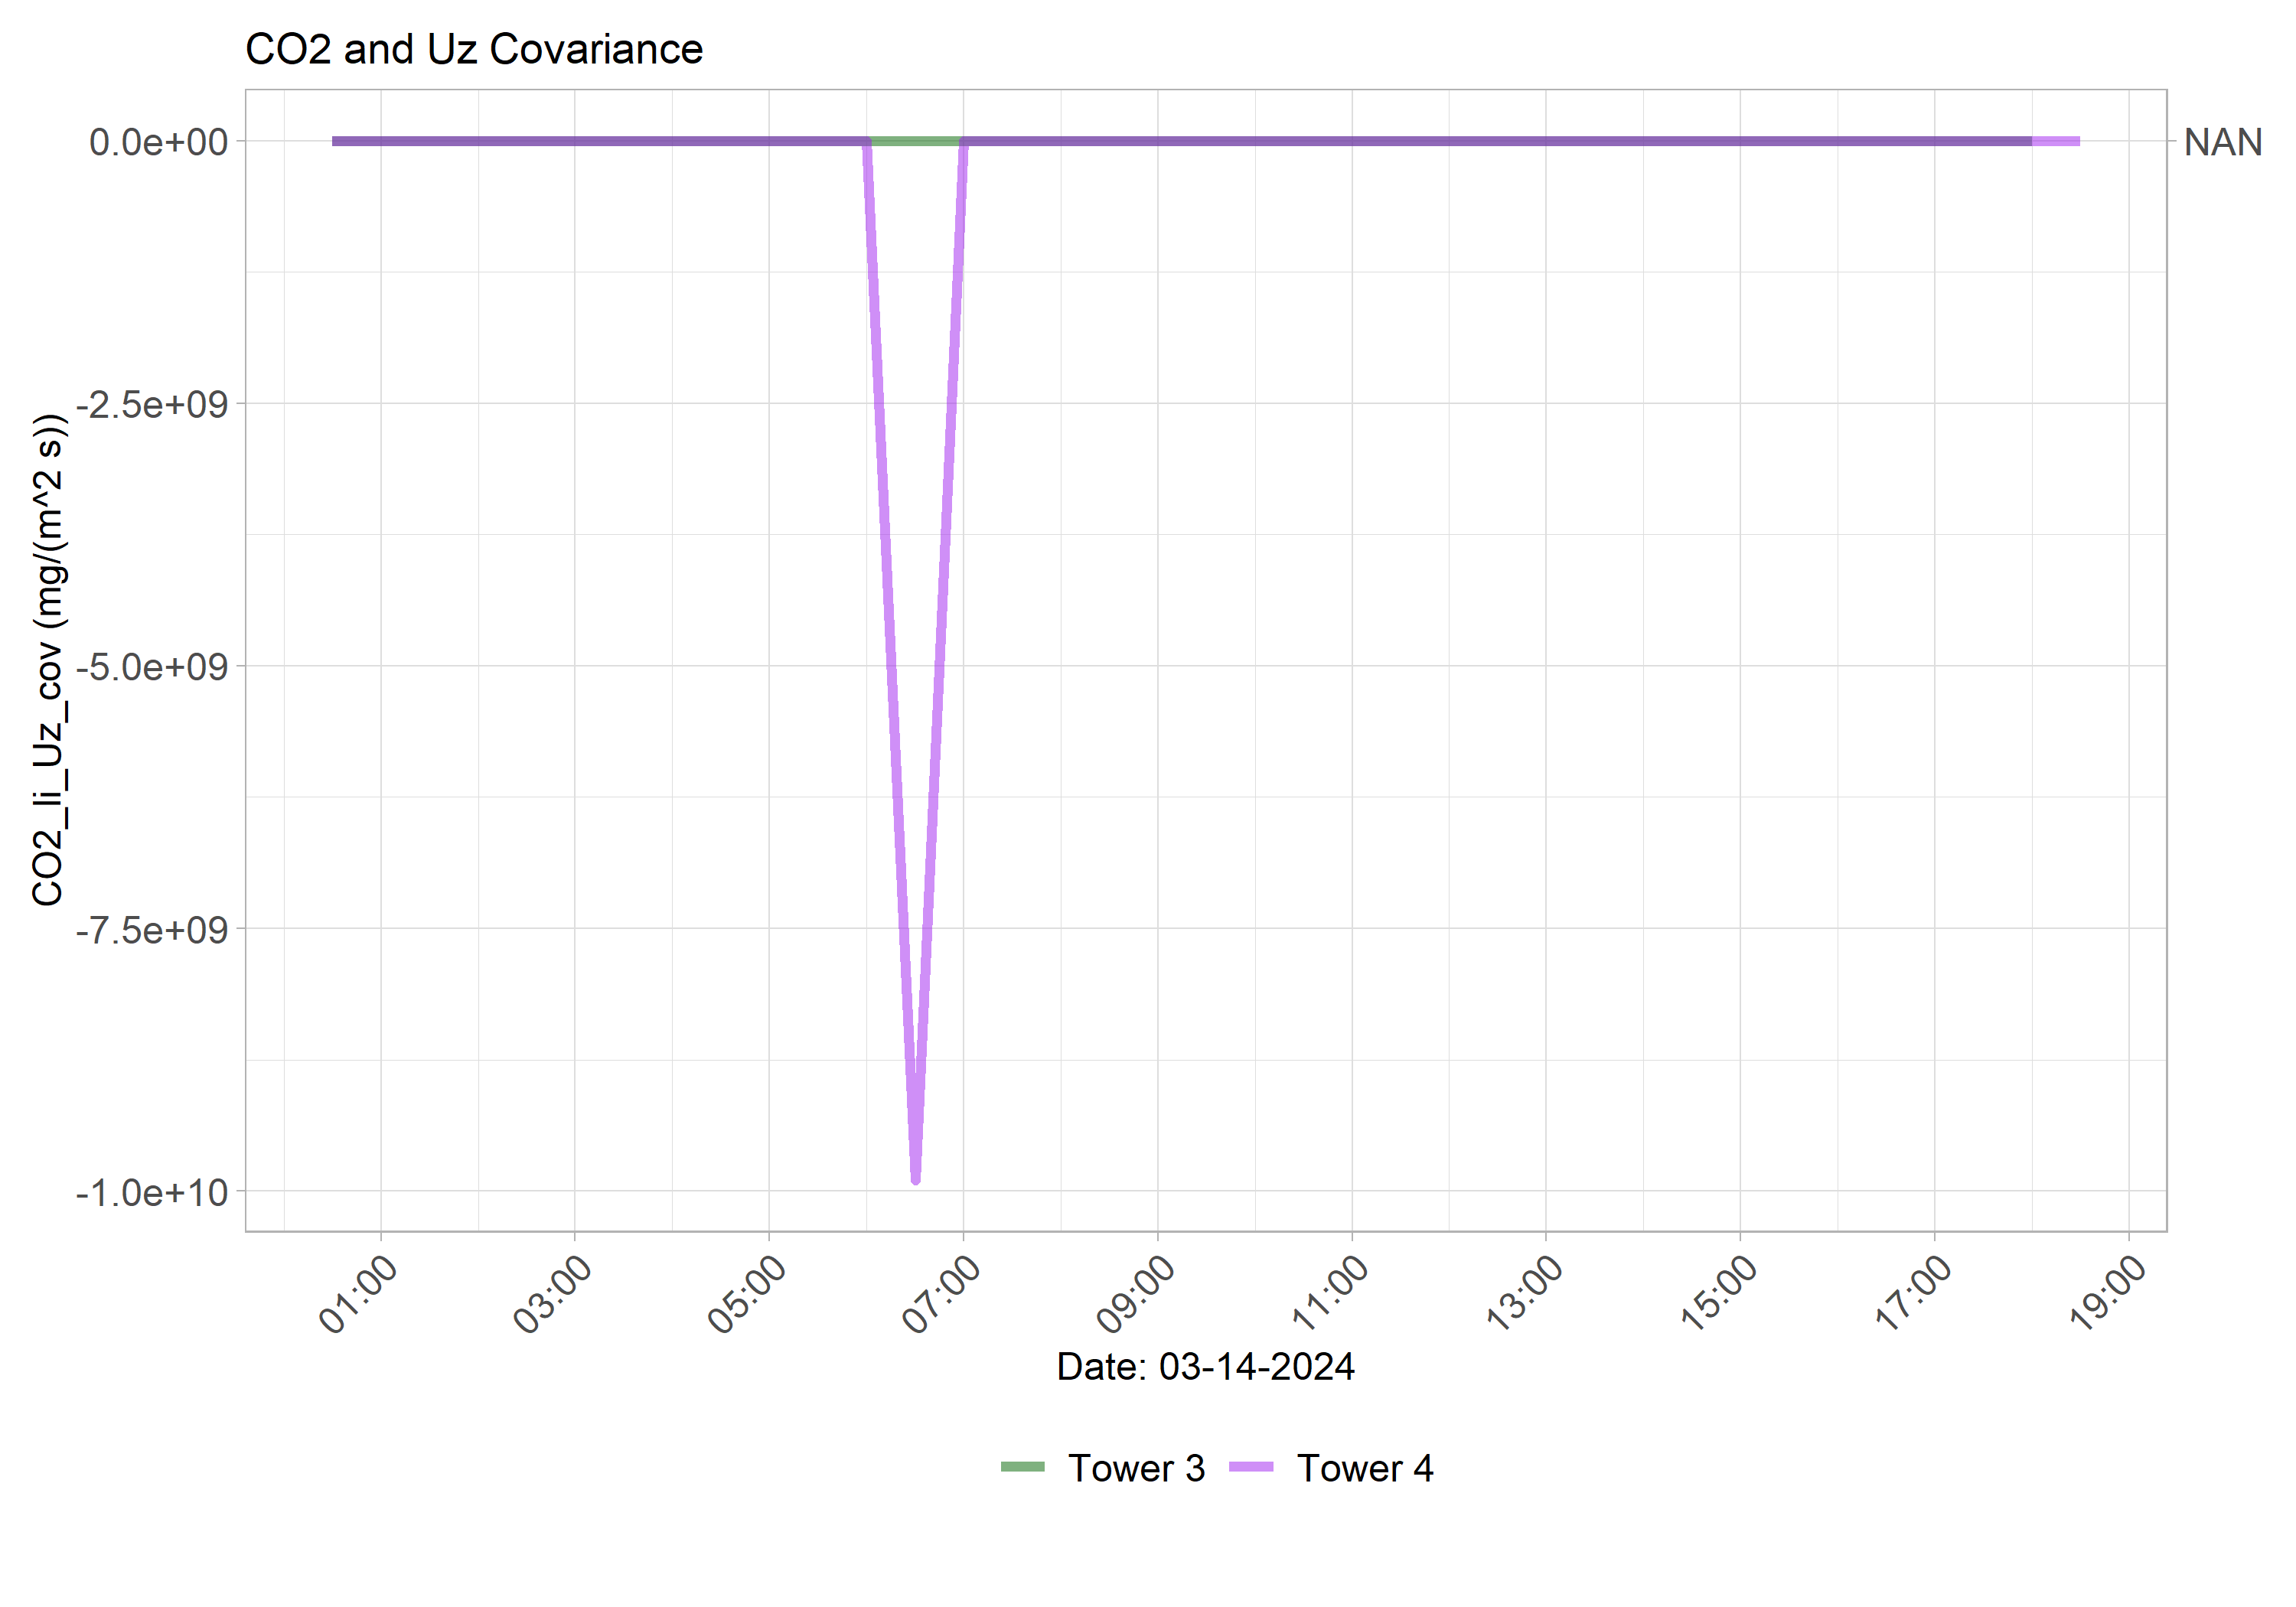 CO2 and Uz Covariance
CO2_li_Uz_cov (mg/(m^2 s))
0.0e+00
-2.5e+09
-5.0e+09
-7.5e+09
-1.0e+10
NAN
01:00
03:00
05:00
07:00
09:00
11:00
13:00
15:00
17:00
19:00
Date: 03-14-2024
Tower 3
Tower 4